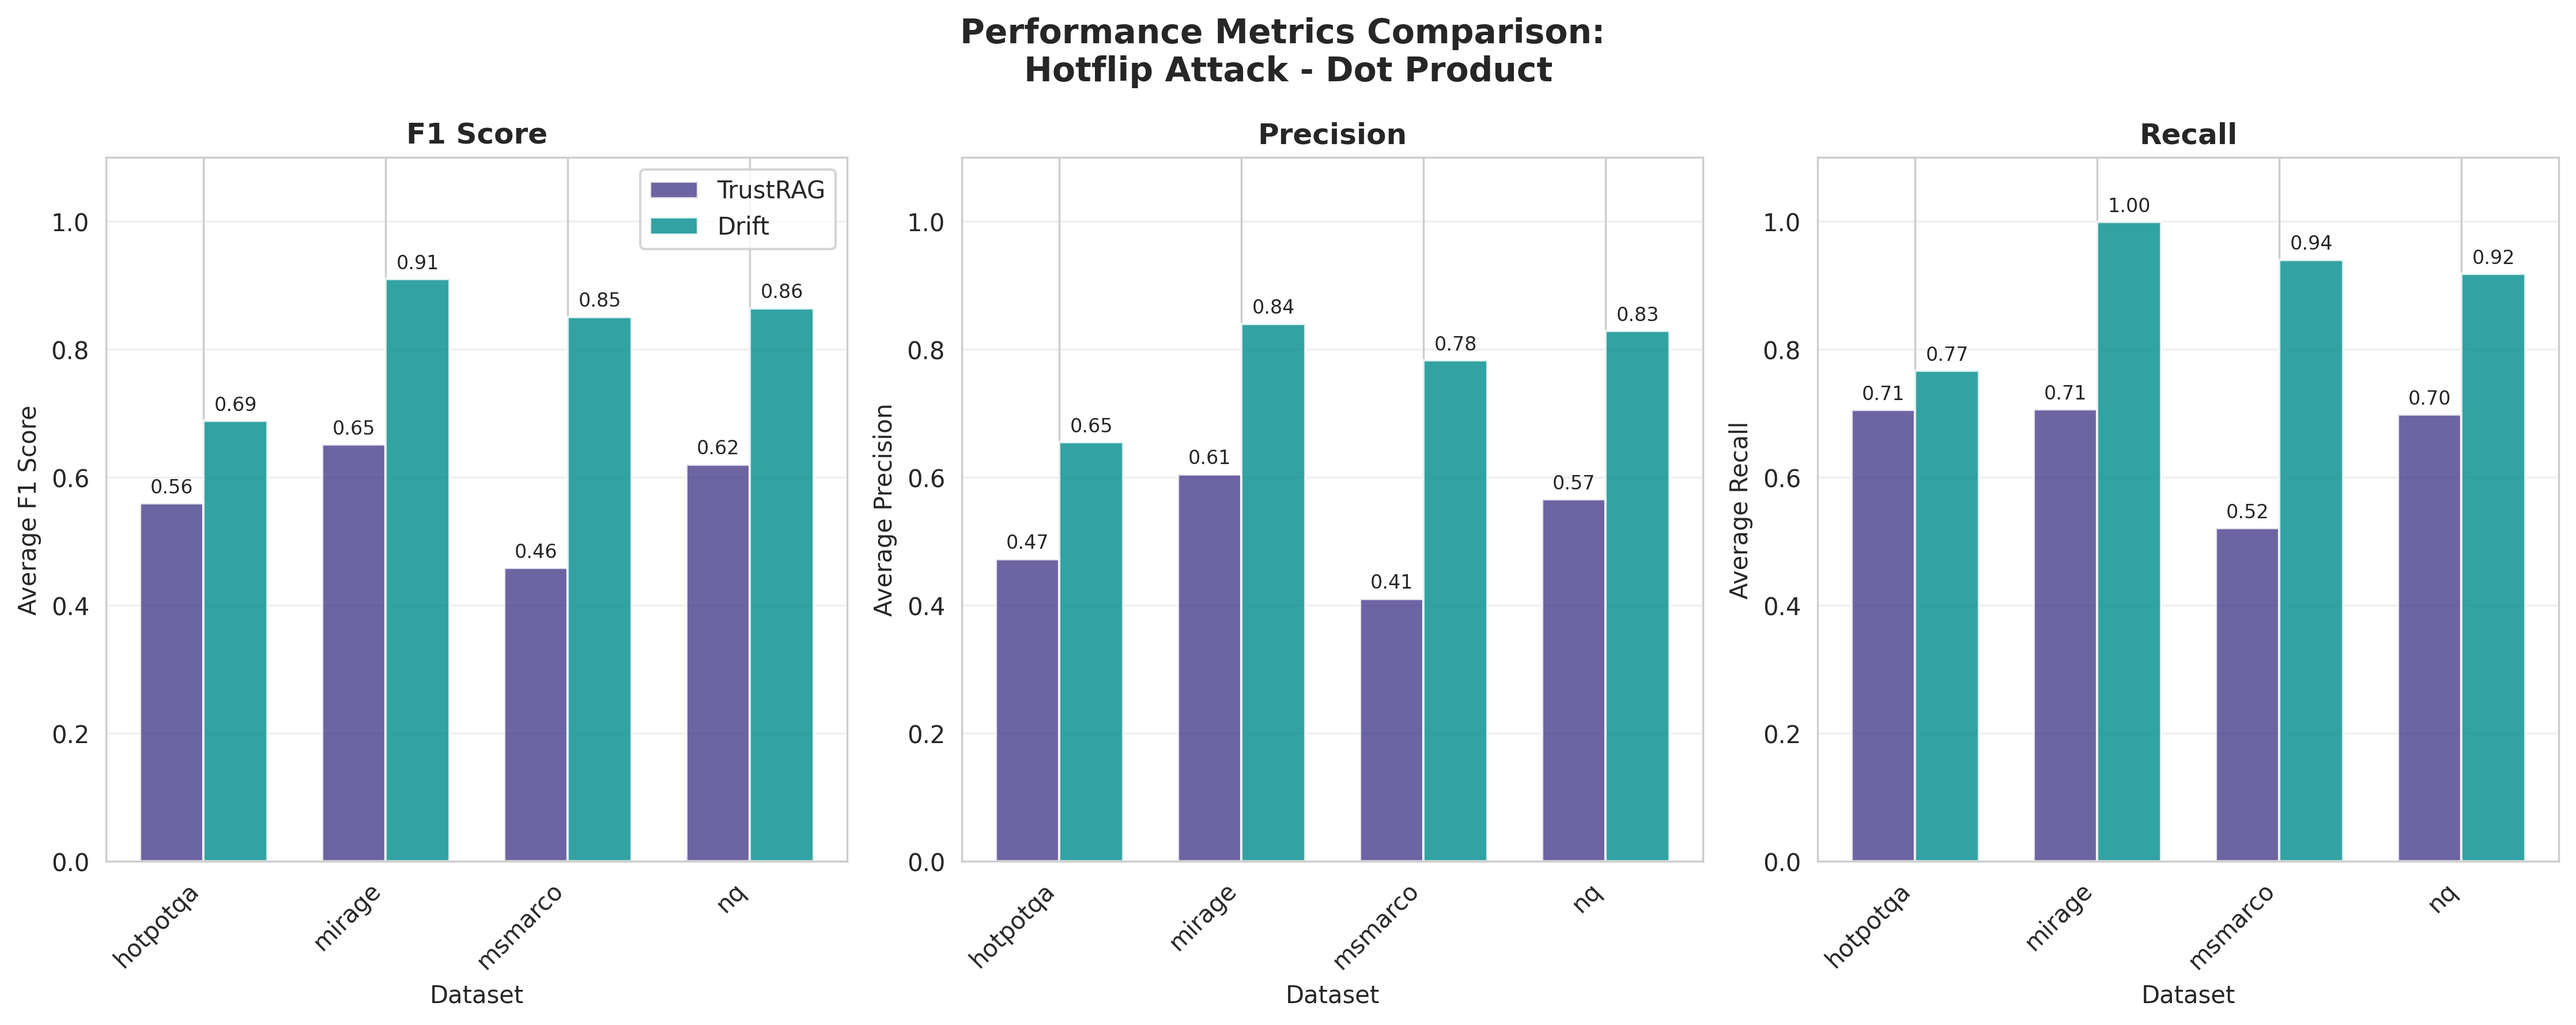 Performance Metrics Comparison:
Hotflip Attack - Dot Product
F1 Score
Average F1 Score
1.0
0.8
0.6
0.4
0.2
0.0
TrustRAG
Drift
0.56
0.69
0.65
0.91
0.46
0.85
0.62
0.86
hotpotqa
mirage
msmarco
nq
Dataset
Precision
Average Precision
1.0
0.8
0.6
0.4
0.2
0.0
0.47
0.65
0.61
0.84
0.41
0.78
0.57
0.83
hotpotqa
mirage
msmarco
nq
Dataset
Recall
Average Recall
1.0
0.8
0.6
0.4
0.2
0.0
0.71
0.77
0.71
1.00
0.52
0.94
0.70
0.92
hotpotqa
mirage
msmarco
nq
Dataset